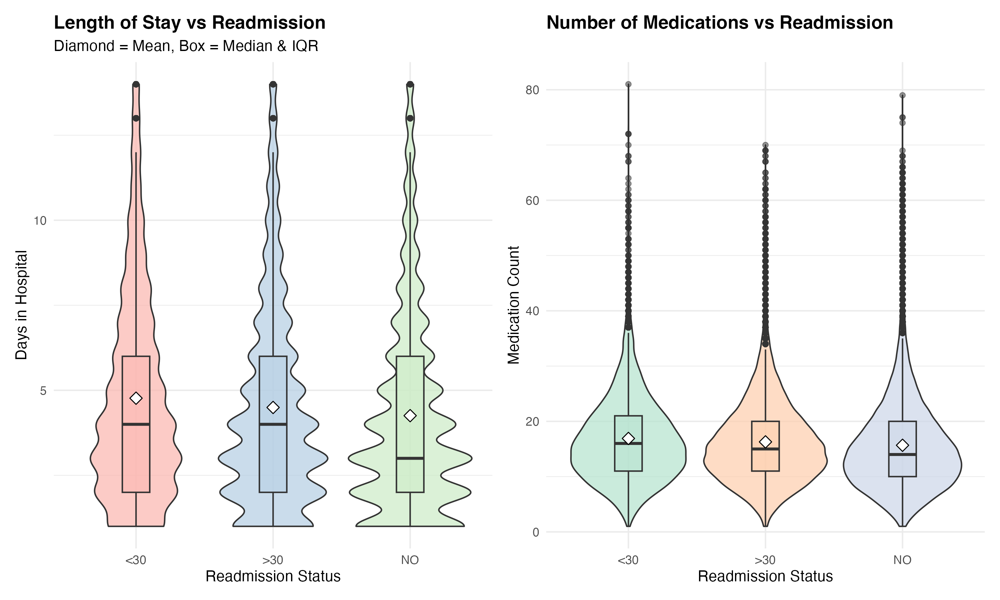 Length of Stay vs Readmission
Diamond = Mean, Box = Median & IQR
Days in Hospital
10
5
<30
>30
NO
Readmission Status
Number of Medications vs Readmission
Medication Count
80
60
40
20
0
<30
>30
NO
Readmission Status